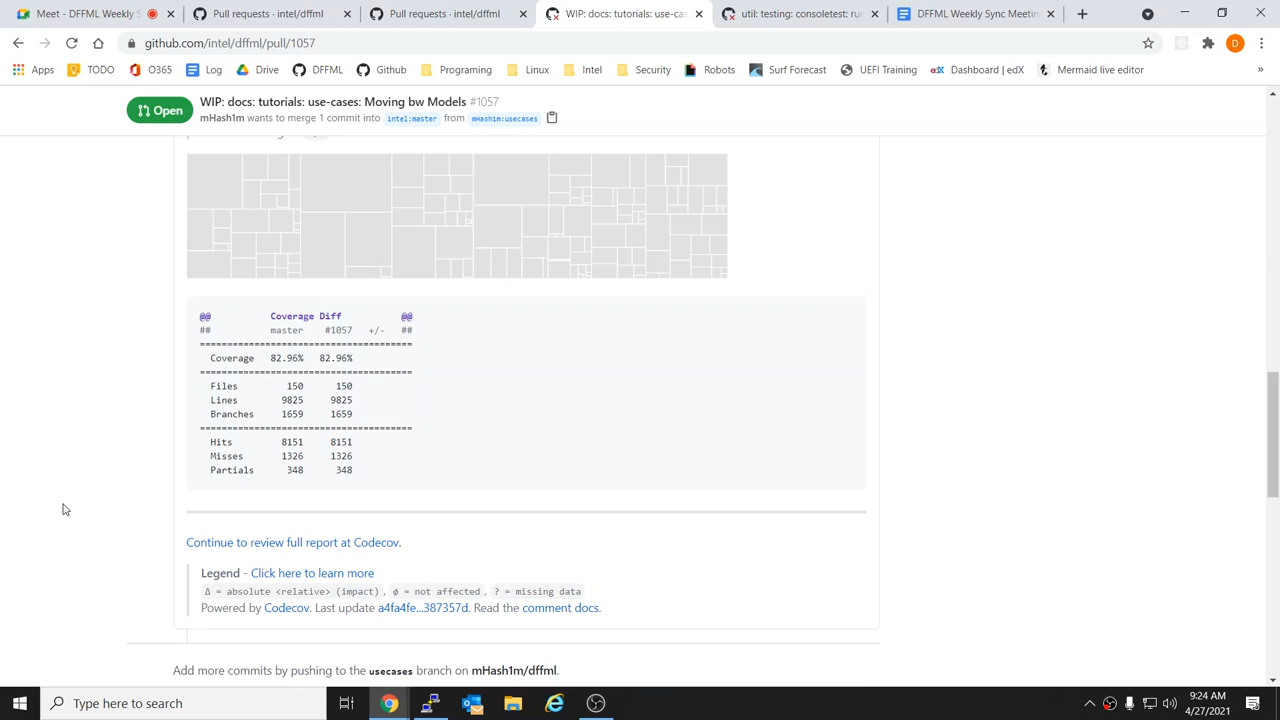 Meet - DFFML Weekly S
Pull requests · intel/dffml
Pull requests · intel/dffml
WIP: docs: tutorials: use-cas
util: testing: consoletest: run
DFFML Weekly Sync Meeting
github.com/intel/dffml/pull/1057
D
Apps
TODO
O365
Log
Drive
DFFML
Github
Programing
Linux
Intel
Security
Robots
Surf Forecast
UEFI Training
Dashboard | edX
Mermaid live editor
»
Open
WIP: docs: tutorials: use-cases: Moving bw Models #1057
mHash1m wants to merge 1 commit into intel:master from mHash1m:usecases
@@ Coverage Diff @@
## master #1057 +/- ##
=======================================
Coverage 82.96% 82.96%
=======================================
Files 150 150
Lines 9825 9825
Branches 1659 1659
=======================================
Hits 8151 8151
Misses 1326 1326
Partials 348 348
Continue to review full report at Codecov.
Legend - Click here to learn more
Δ = absolute <relative> (impact), ø = not affected, ? = missing data
Powered by Codecov. Last update a4fa4fe...387357d. Read the comment docs.
Add more commits by pushing to the usecases branch on mHash1m/dffml.
Type here to search
9:24 AM
4/27/2021